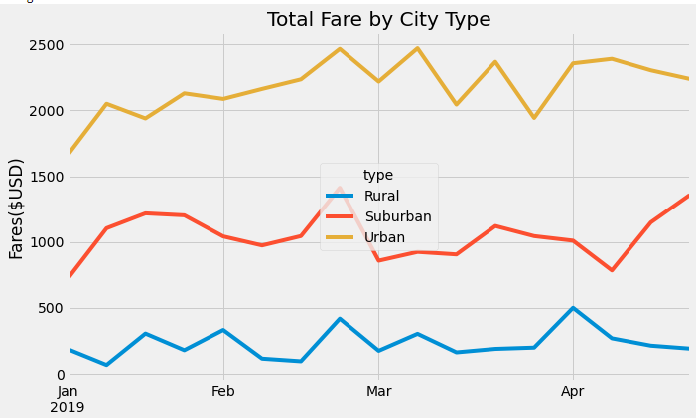 Total Fare by City Type
Fares($USD)
2500
2000
1500
1000
500
0
type
Rural
Suburban
Urban
Jan
2019
Feb
Mar
Apr